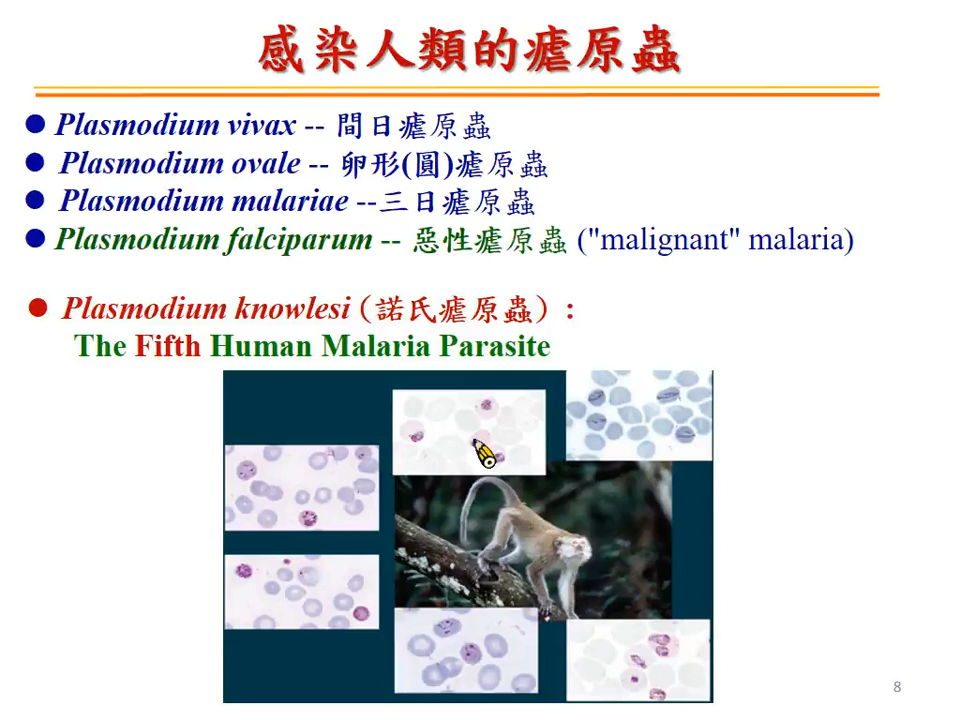 感染人類的瘧原蟲
● Plasmodium vivax -- 間日瘧原蟲
● Plasmodium ovale -- 卵形(圓)瘧原蟲
● Plasmodium malariae --三日瘧原蟲
● Plasmodium falciparum -- 惡性瘧原蟲 ("malignant" malaria)
● Plasmodium knowlesi (諾氏瘧原蟲) :
The Fifth Human Malaria Parasite
8